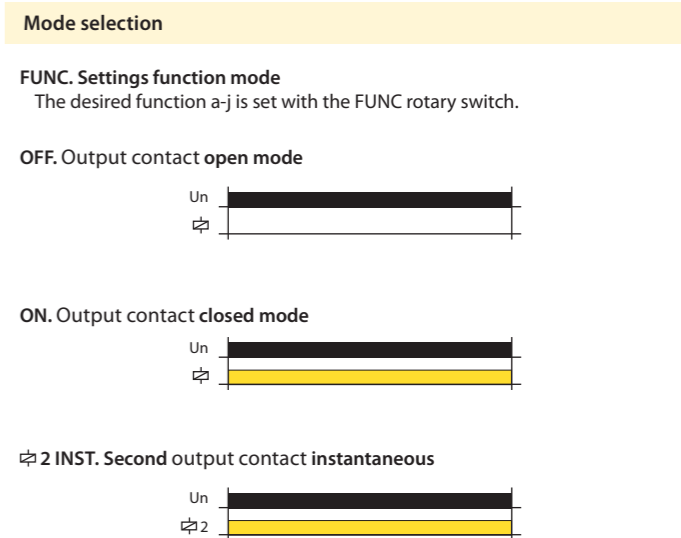 Mode selection
FUNC. Settings function mode
The desired function a-j is set with the FUNC rotary switch.
OFF. Output contact open mode
Un
ON. Output contact closed mode
Un
2 INST. Second output contact instantaneous
Un
2